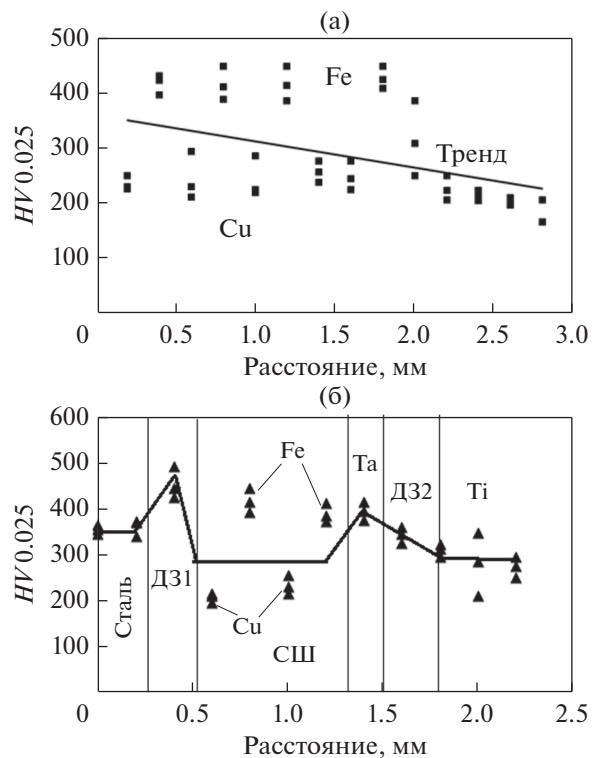 (а)
500
400
300
200
100
0
HV 0.025
Fe
Тренд
Cu
0.5 1.0 1.5 2.0 2.5 3.0
Расстояние, мм
(б)
600
500
400
300
200
100
0
HV 0.025
Сталь
ДЗ1
Fe
Cu
СШ
Ta
ДЗ2
Ti
0.5 1.0 1.5 2.0 2.5
Расстояние, мм